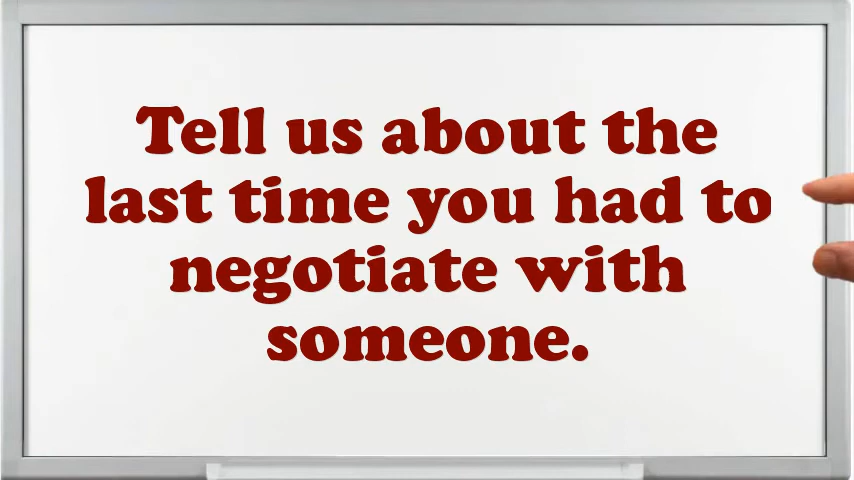 Tell us about the
last time you had to
negotiate with
someone.